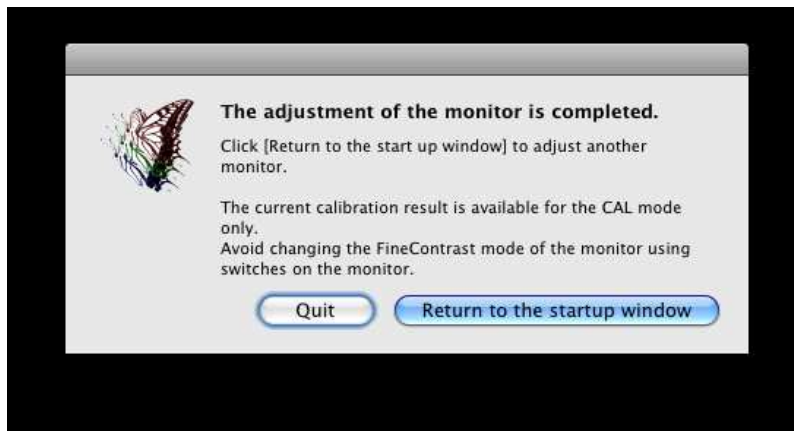 The adjustment of the monitor is completed.
Click [Return to the start up window] to adjust another
monitor.
The current calibration result is available for the CAL mode
only.
Avoid changing the FineContrast mode of the monitor using
switches on the monitor.
Quit
Return to the startup window